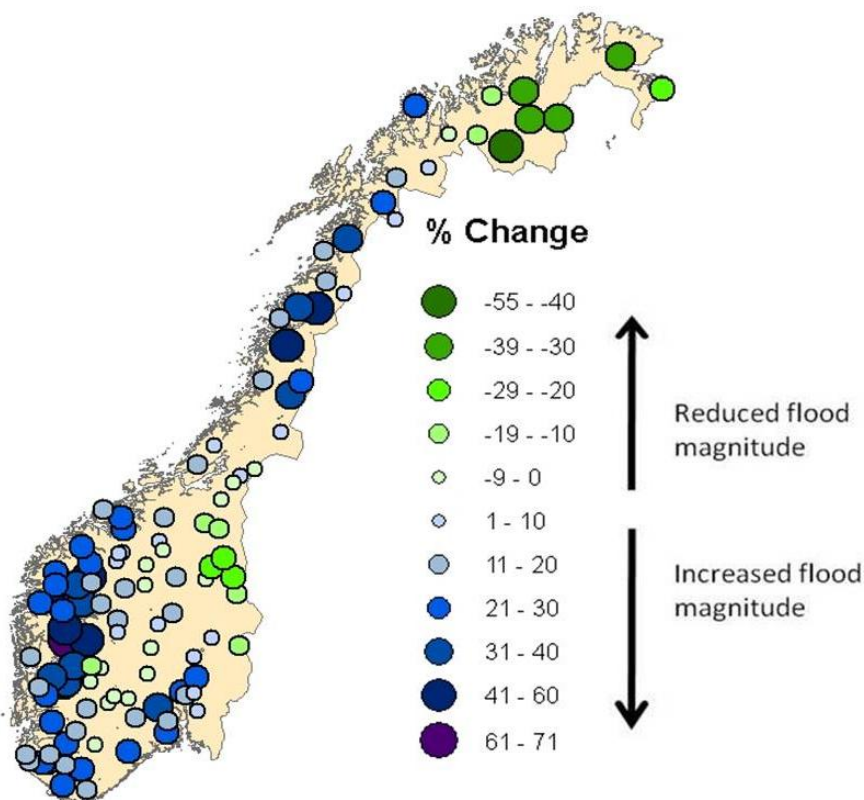 % Change
-55 - -40
-39 - -30
-29 - -20
-19 - -10
-9 - 0
1 - 10
11 - 20
21 - 30
31 - 40
41 - 60
61 - 71
Reduced flood
magnitude
Increased flood
magnitude